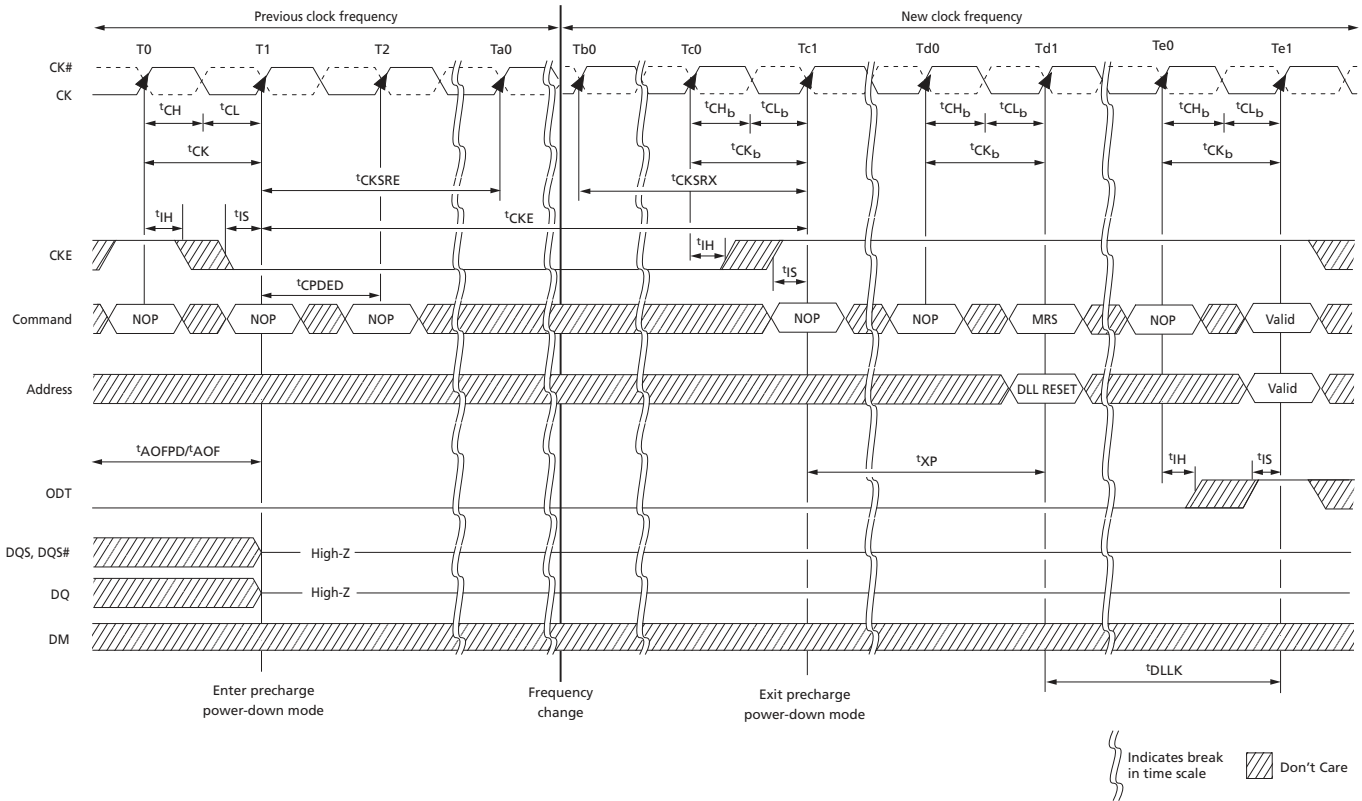 Previous clock frequency New clock frequency
T0 T1 T2 Ta0 Tb0 Tc0 Tc1 Td0 Td1 Te0 Te1
CK#
CK
tCH tCL tCHb tCLb tCHb tCLb tCHb tCLb
tCK tCKb tCKb tCKb
tCKSRE tCKSRX
tIH tIS tCKE
CKE tIH
tIS
tCPDED
Command NOP NOP NOP NOP NOP MRS NOP Valid
Address DLL RESET Valid
tAOFPD/tAOF tXP tIH tIS
ODT
DQS, DQS# High-Z
DQ High-Z
DM
tDLLK
Enter precharge
power-down mode
Frequency
change
Exit precharge
power-down mode
Indicates break
in time scale
Don't Care